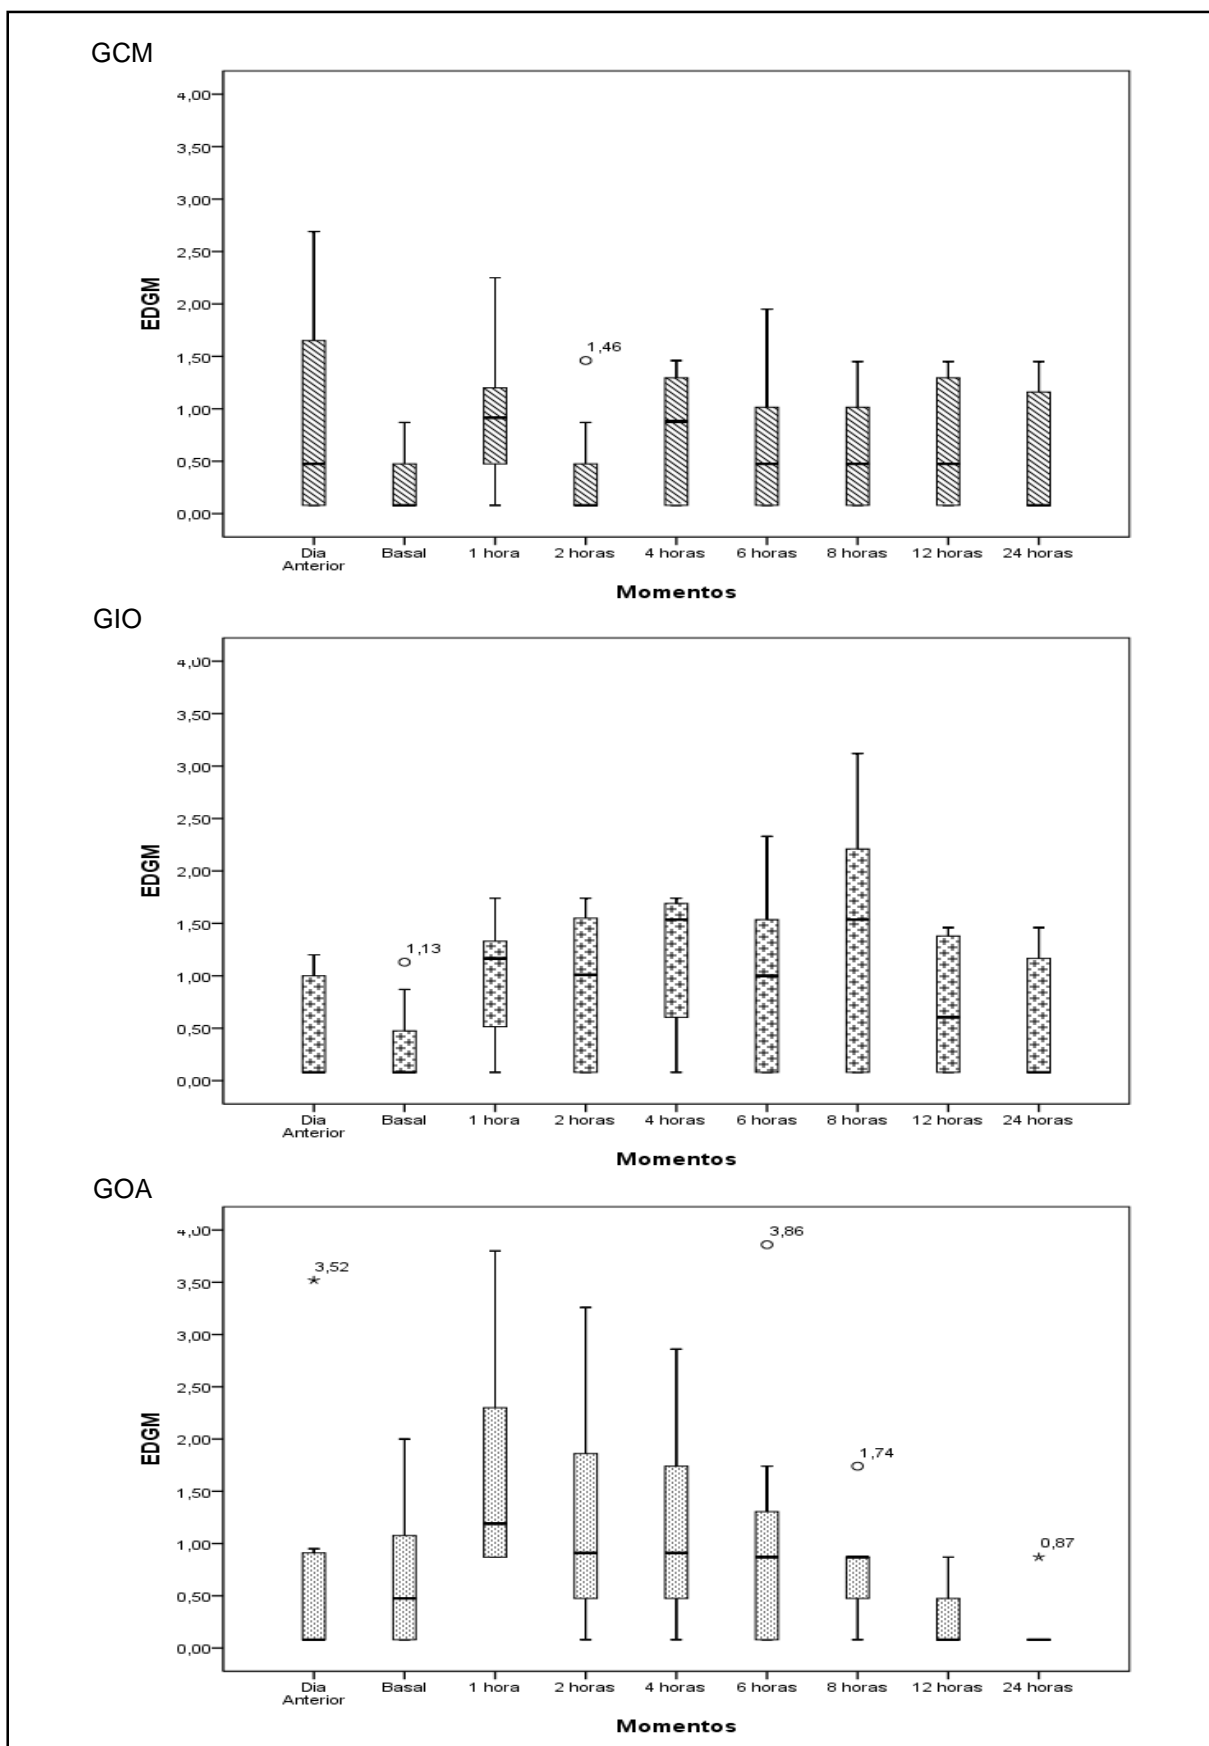 GCM
4,00
3,50
3,00
2,50
2,00
1,50
1,00
0,50
0,00
EDGM
1,46
Dia Anterior
Basal
1 hora
2 horas
4 horas
6 horas
8 horas
12 horas
24 horas
Momentos
GIO
4,00
3,50
3,00
2,50
2,00
1,50
1,00
0,50
0,00
EDGM
1,13
Dia Anterior
Basal
1 hora
2 horas
4 horas
6 horas
8 horas
12 horas
24 horas
Momentos
GOA
4,00
3,50
3,00
2,50
2,00
1,50
1,00
0,50
0,00
EDGM
3,52
3,86
1,74
0,87
Dia Anterior
Basal
1 hora
2 horas
4 horas
6 horas
8 horas
12 horas
24 horas
Momentos